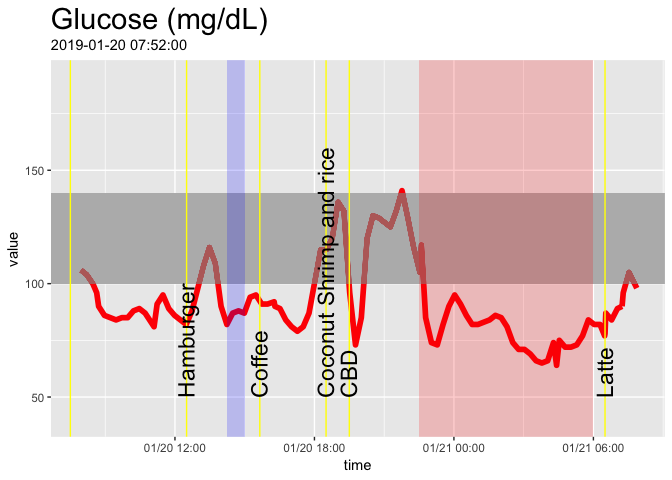 Glucose (mg/dL)
2019-01-20 07:52:00
value
150
100
50
Hamburger
Coffee
Coconut Shrimp and rice
CBD
Latte
01/20 12:00
01/20 18:00
01/21 00:00
01/21 06:00
time